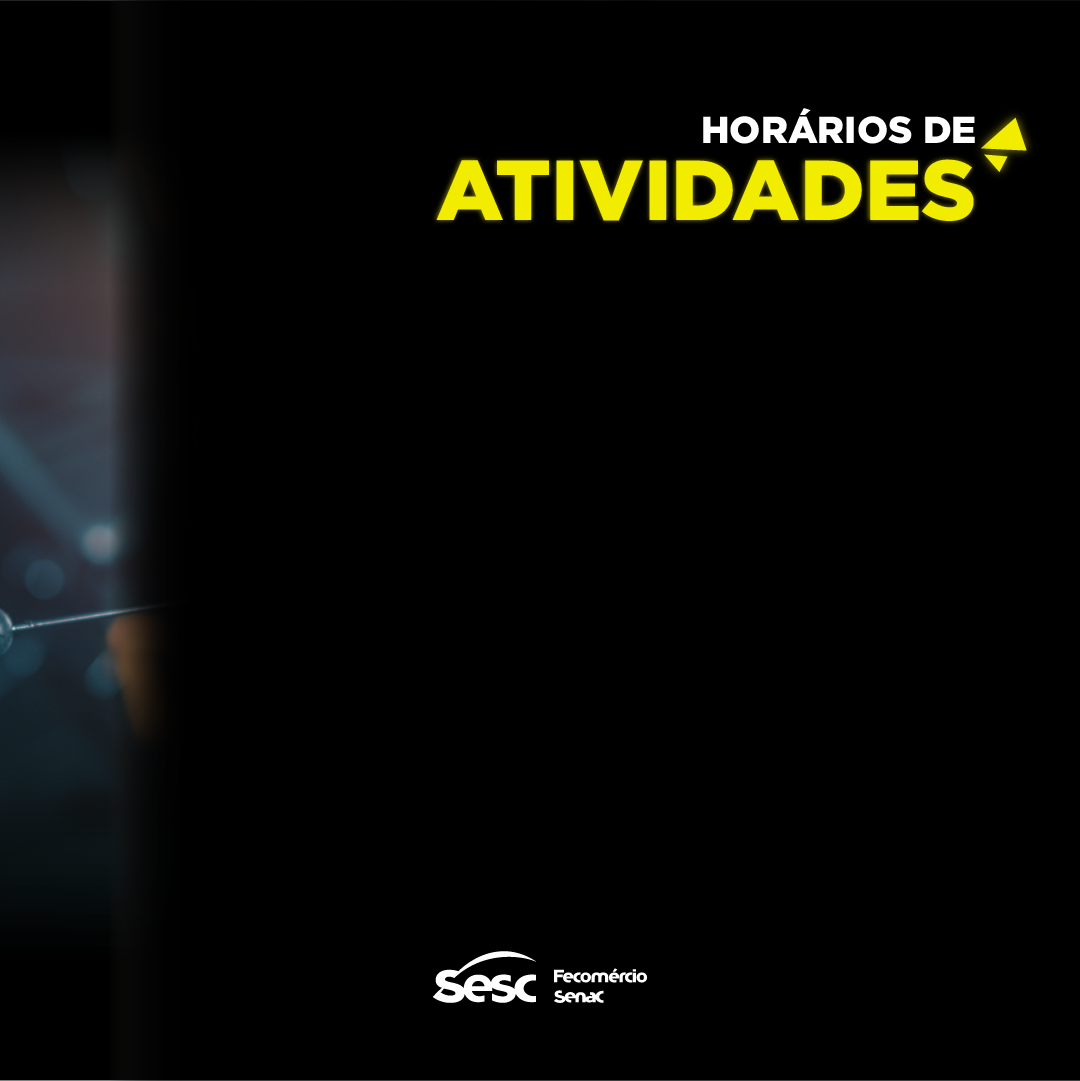 HORÁRIOS DE
ATIVIDADES
Sesc
Fecomércio
Senac